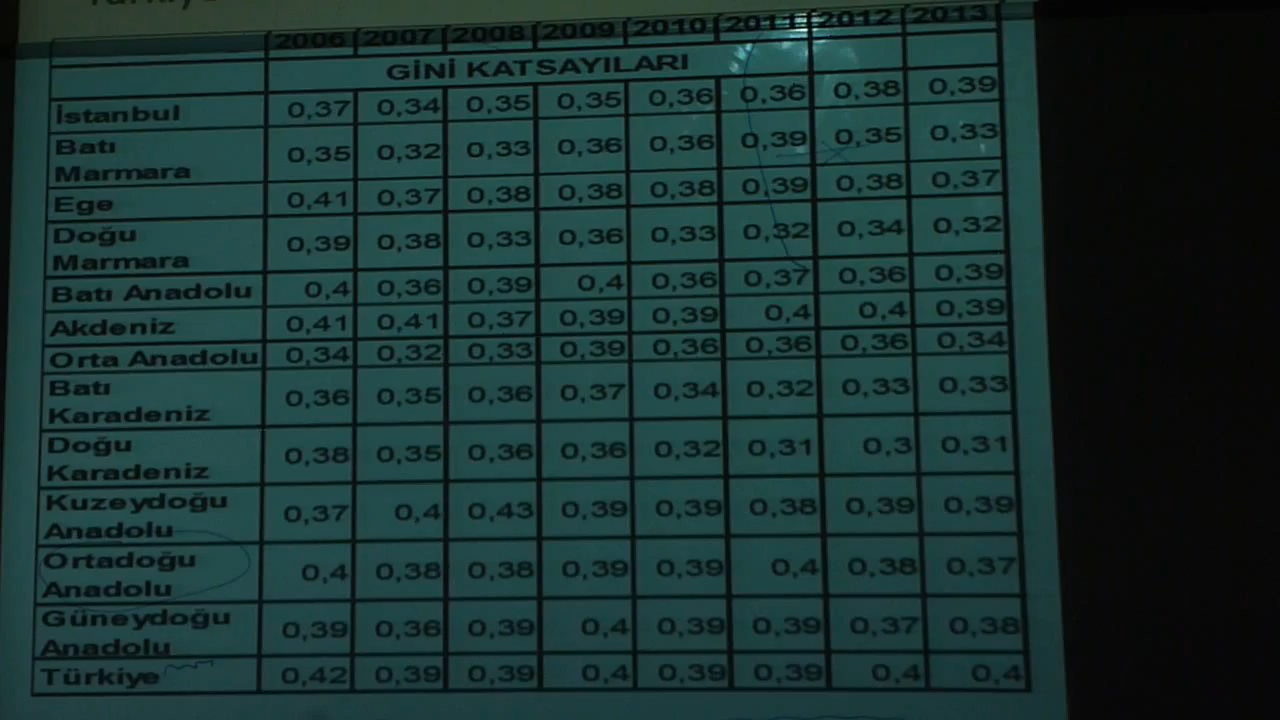 Türkiye
2006 2007 2008 2009 2010 2011 2012 2013
GİNİ KATSAYILARI
İstanbul 0,37 0,34 0,35 0,35 0,36 0,36 0,38 0,39
Batı
Marmara 0,35 0,32 0,33 0,36 0,36 0,39 0,35 0,33
Ege 0,41 0,37 0,38 0,38 0,38 0,39 0,38 0,37
Doğu
Marmara 0,39 0,38 0,33 0,36 0,33 0,32 0,34 0,32
Batı Anadolu 0,4 0,36 0,39 0,4 0,36 0,37 0,36 0,39
Akdeniz 0,41 0,41 0,37 0,39 0,39 0,4 0,4 0,39
Orta Anadolu 0,34 0,32 0,33 0,39 0,36 0,36 0,36 0,34
Batı
Karadeniz 0,36 0,35 0,36 0,37 0,34 0,32 0,33 0,33
Doğu
Karadeniz 0,38 0,35 0,36 0,36 0,32 0,31 0,3 0,31
Kuzeydoğu
Anadolu 0,37 0,4 0,43 0,39 0,39 0,38 0,39 0,39
Ortadoğu
Anadolu 0,4 0,38 0,38 0,39 0,39 0,4 0,38 0,37
Güneydoğu
Anadolu 0,39 0,36 0,39 0,4 0,39 0,39 0,37 0,38
Türkiye 0,42 0,39 0,39 0,4 0,39 0,39 0,4 0,4